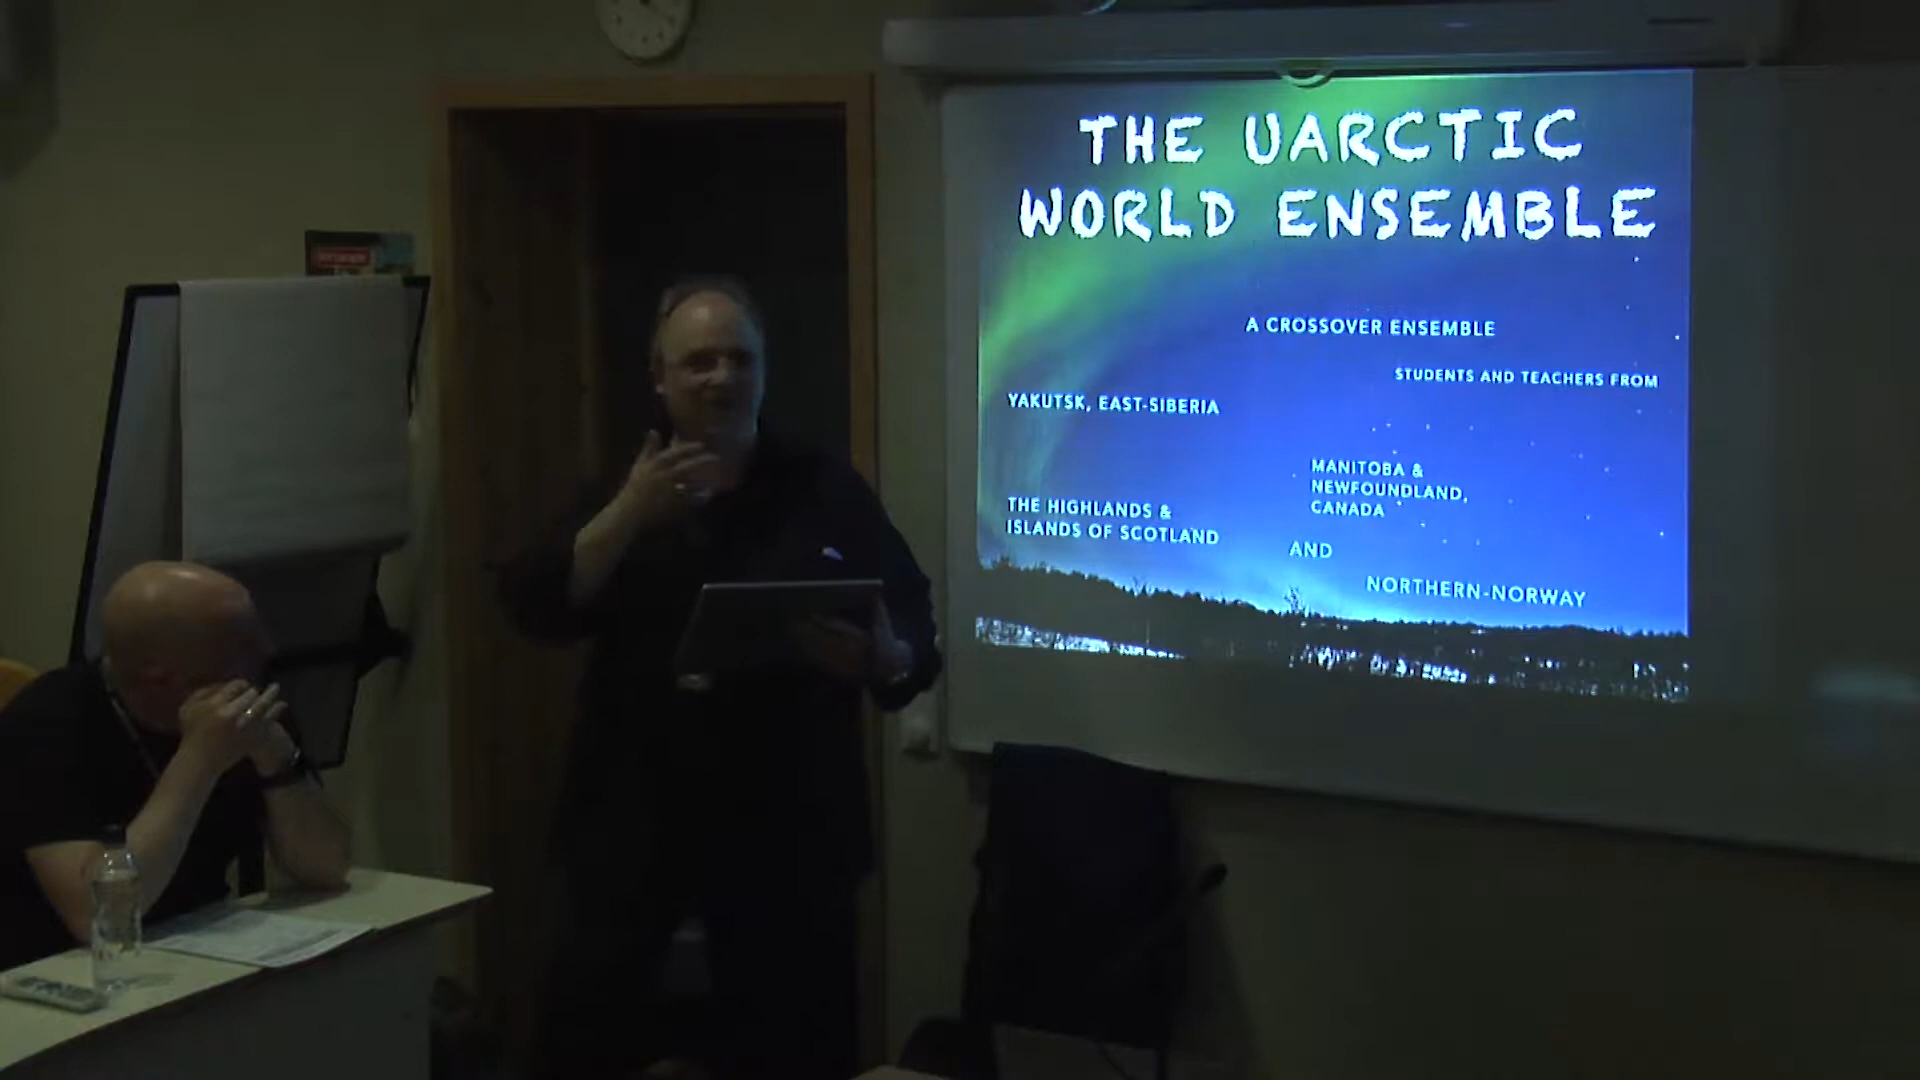 THE UARCTIC
WORLD ENSEMBLE
A CROSSOVER ENSEMBLE
STUDENTS AND TEACHERS FROM
YAKUTSK, EAST-SIBERIA
MANITOBA &
NEWFOUNDLAND,
CANADA
THE HIGHLANDS &
ISLANDS OF SCOTLAND
AND
NORTHERN-NORWAY